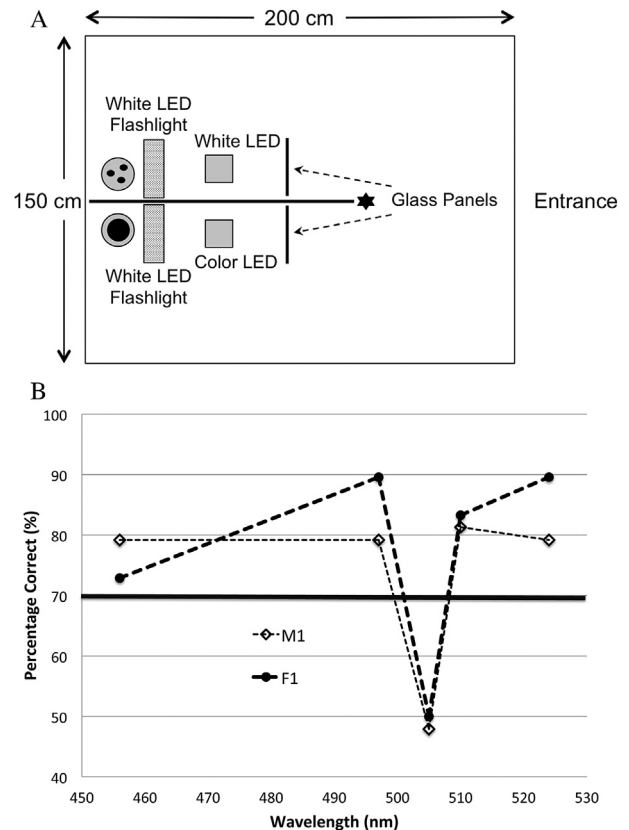 A
200 cm
White LED
Flashlight
White LED
150 cm
Glass Panels
Entrance
Color LED
White LED
Flashlight
B
100
90
80
70
60
50
40
Percentage Correct (%)
M1
F1
450 460 470 480 490 500 510 520 530
Wavelength (nm)